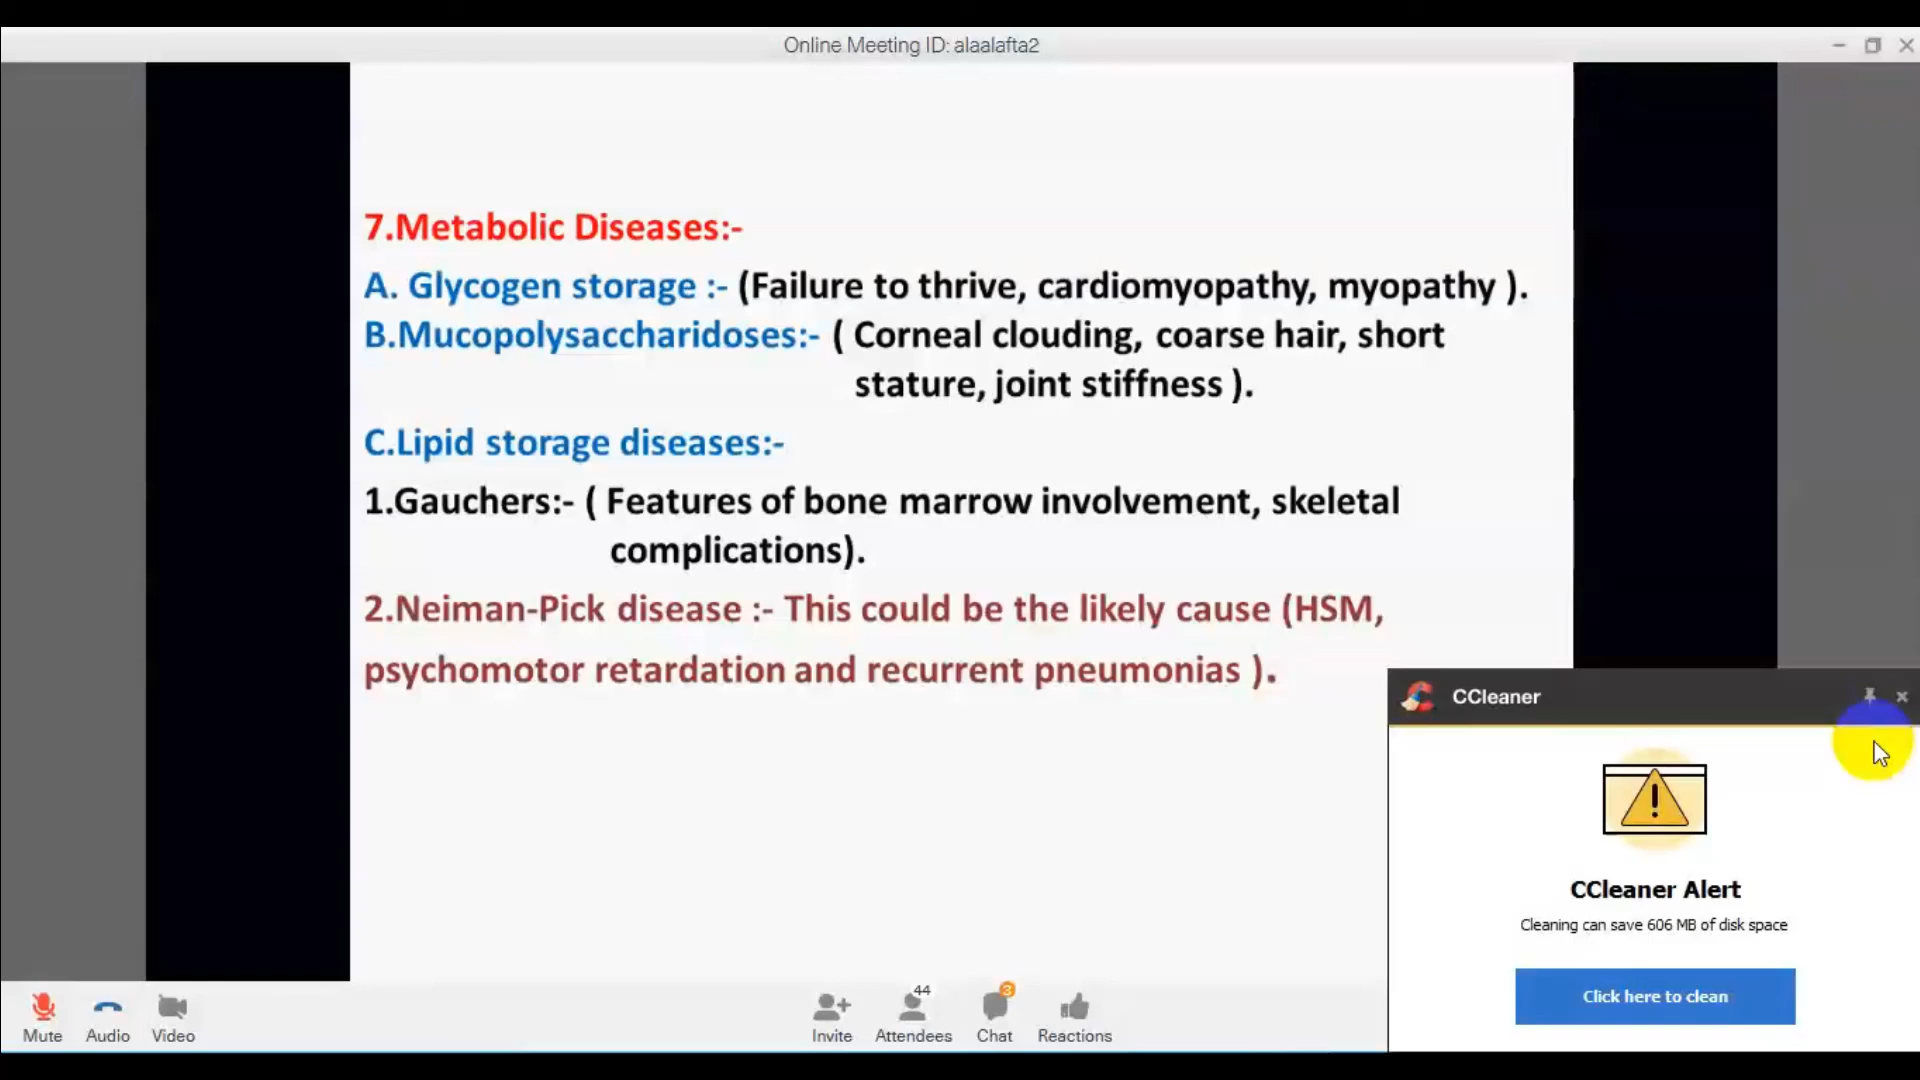 Online Meeting ID: alaalafta2
7.Metabolic Diseases:-
A. Glycogen storage :- (Failure to thrive, cardiomyopathy, myopathy ).
B.Mucopolysaccharidoses:- ( Corneal clouding, coarse hair, short
stature, joint stiffness ).
C.Lipid storage diseases:-
1.Gauchers:- ( Features of bone marrow involvement, skeletal
complications).
2.Neiman-Pick disease :- This could be the likely cause (HSM,
psychomotor retardation and recurrent pneumonias ).
CCleaner
CCleaner Alert
Cleaning can save 606 MB of disk space
Click here to clean
44
3
Mute Audio Video Invite Attendees Chat Reactions